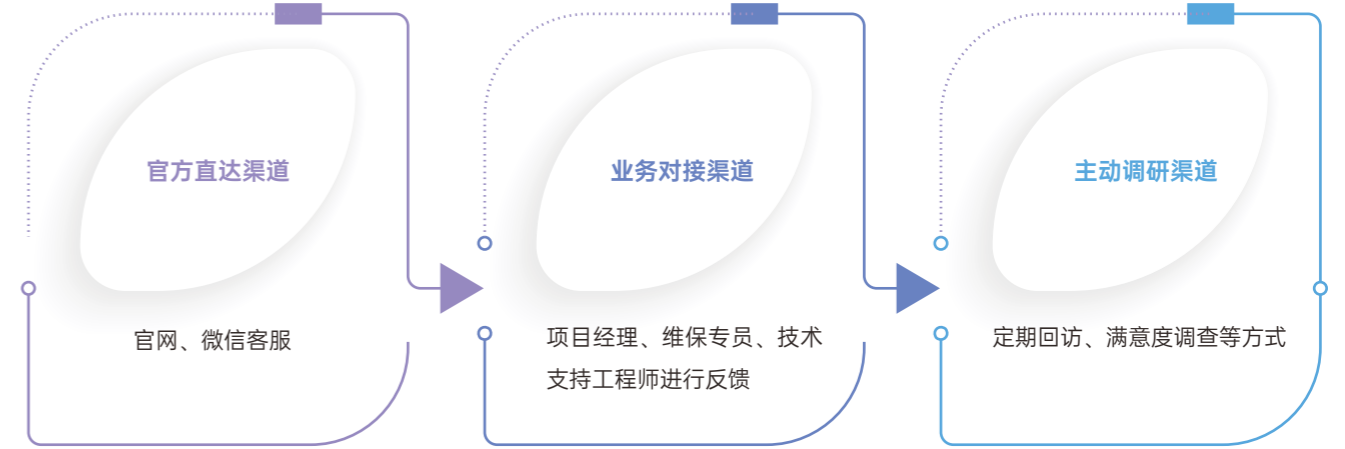 官方直达渠道
官网、微信客服
业务对接渠道
项目经理、维保专员、技术
支持工程师进行反馈
主动调研渠道
定期回访、满意度调查等方式